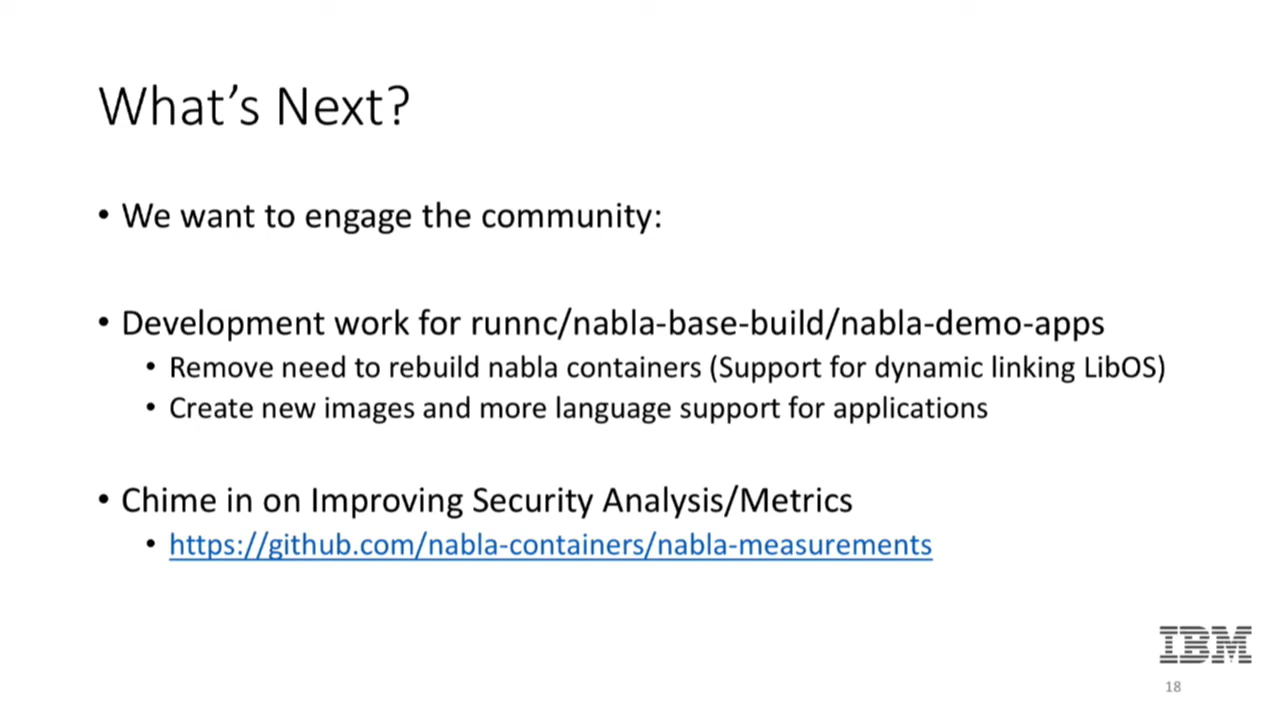 What's Next?
• We want to engage the community:
• Development work for runnc/nabla-base-build/nabla-demo-apps
• Remove need to rebuild nabla containers (Support for dynamic linking LibOS)
• Create new images and more language support for applications
• Chime in on Improving Security Analysis/Metrics
• https://github.com/nabla-containers/nabla-measurements
IBM
18